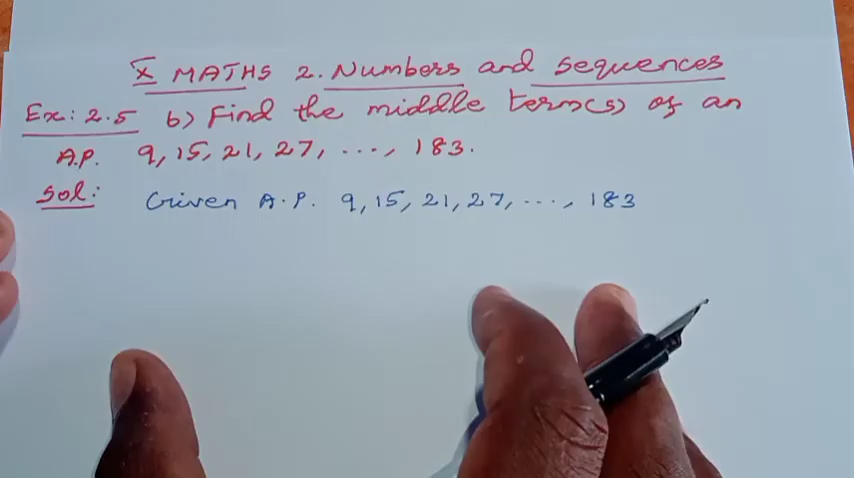 X MATHS 2. Numbers and sequences
Ex: 2.5 b) Find the middle term(s) of an
A.P. 9, 15, 21, 27, ..., 183.
Sol: Given A.P. 9, 15, 21, 27, ..., 183